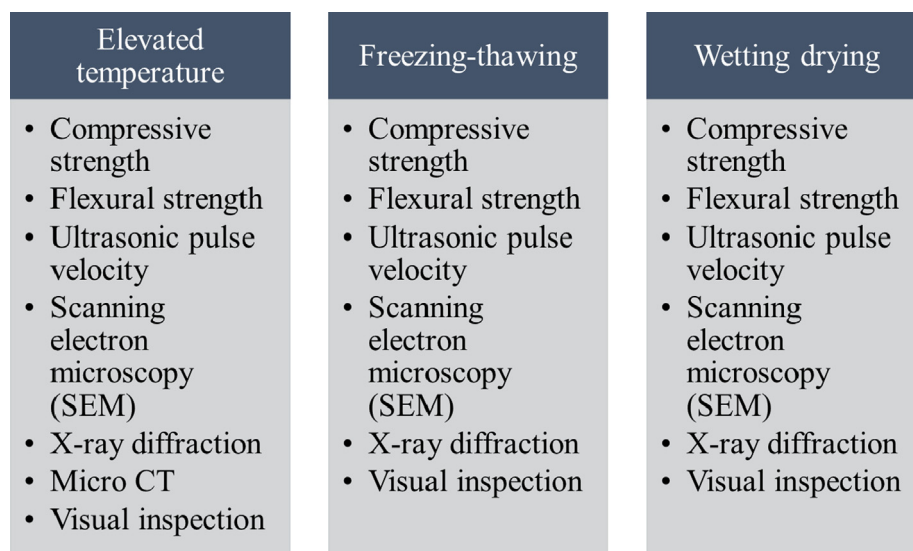 Elevated
temperature
• Compressive
strength
• Flexural strength
• Ultrasonic pulse
velocity
• Scanning
electron
microscopy
(SEM)
• X-ray diffraction
• Micro CT
• Visual inspection
Freezing-thawing
• Compressive
strength
• Flexural strength
• Ultrasonic pulse
velocity
• Scanning
electron
microscopy
(SEM)
• X-ray diffraction
• Visual inspection
Wetting drying
• Compressive
strength
• Flexural strength
• Ultrasonic pulse
velocity
• Scanning
electron
microscopy
(SEM)
• X-ray diffraction
• Visual inspection